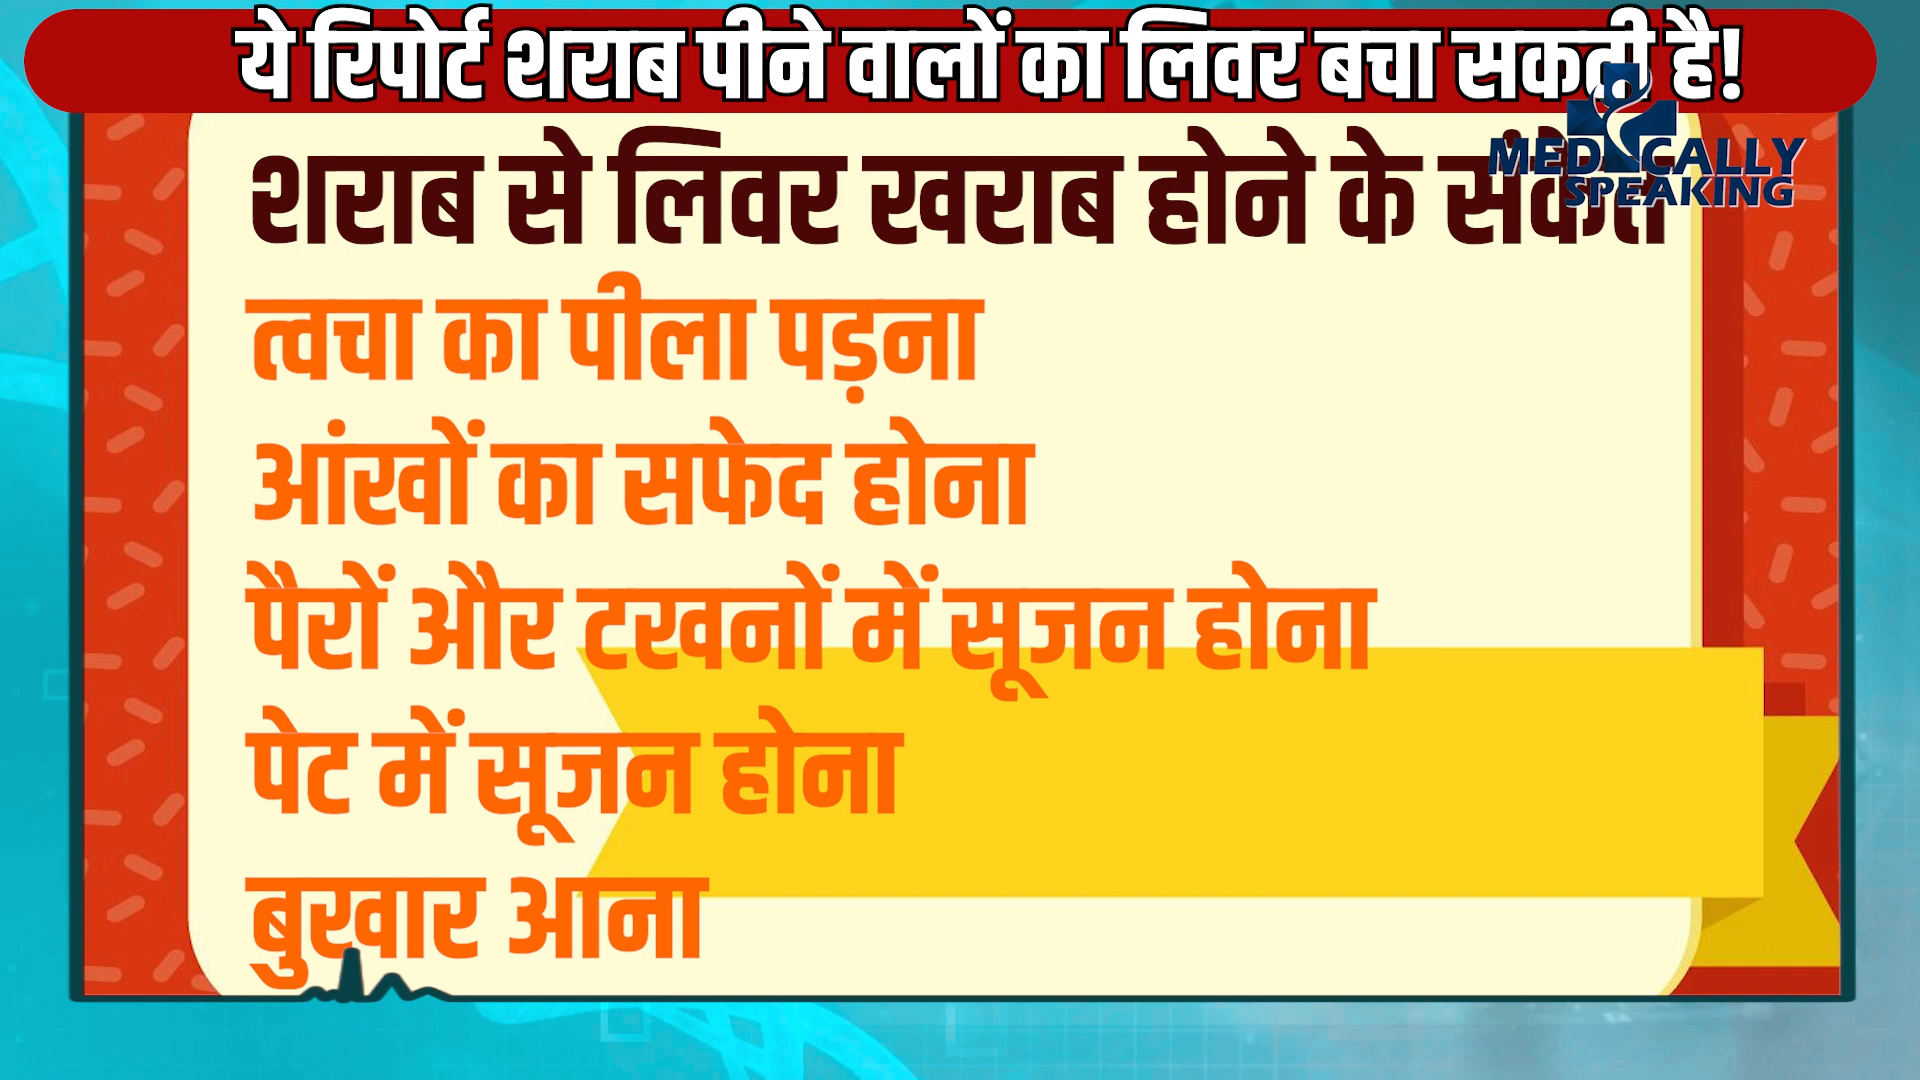 ये रिपोर्ट शराब पीने वालों का लिवर बचा सकती है!
MEDICALLY
SPEAKING
शराब से लिवर खराब होने के संकेत
त्वचा का पीला पड़ना
आंखों का सफेद होना
पैरों और टखनों में सूजन होना
पेट में सूजन होना
बुखार आना